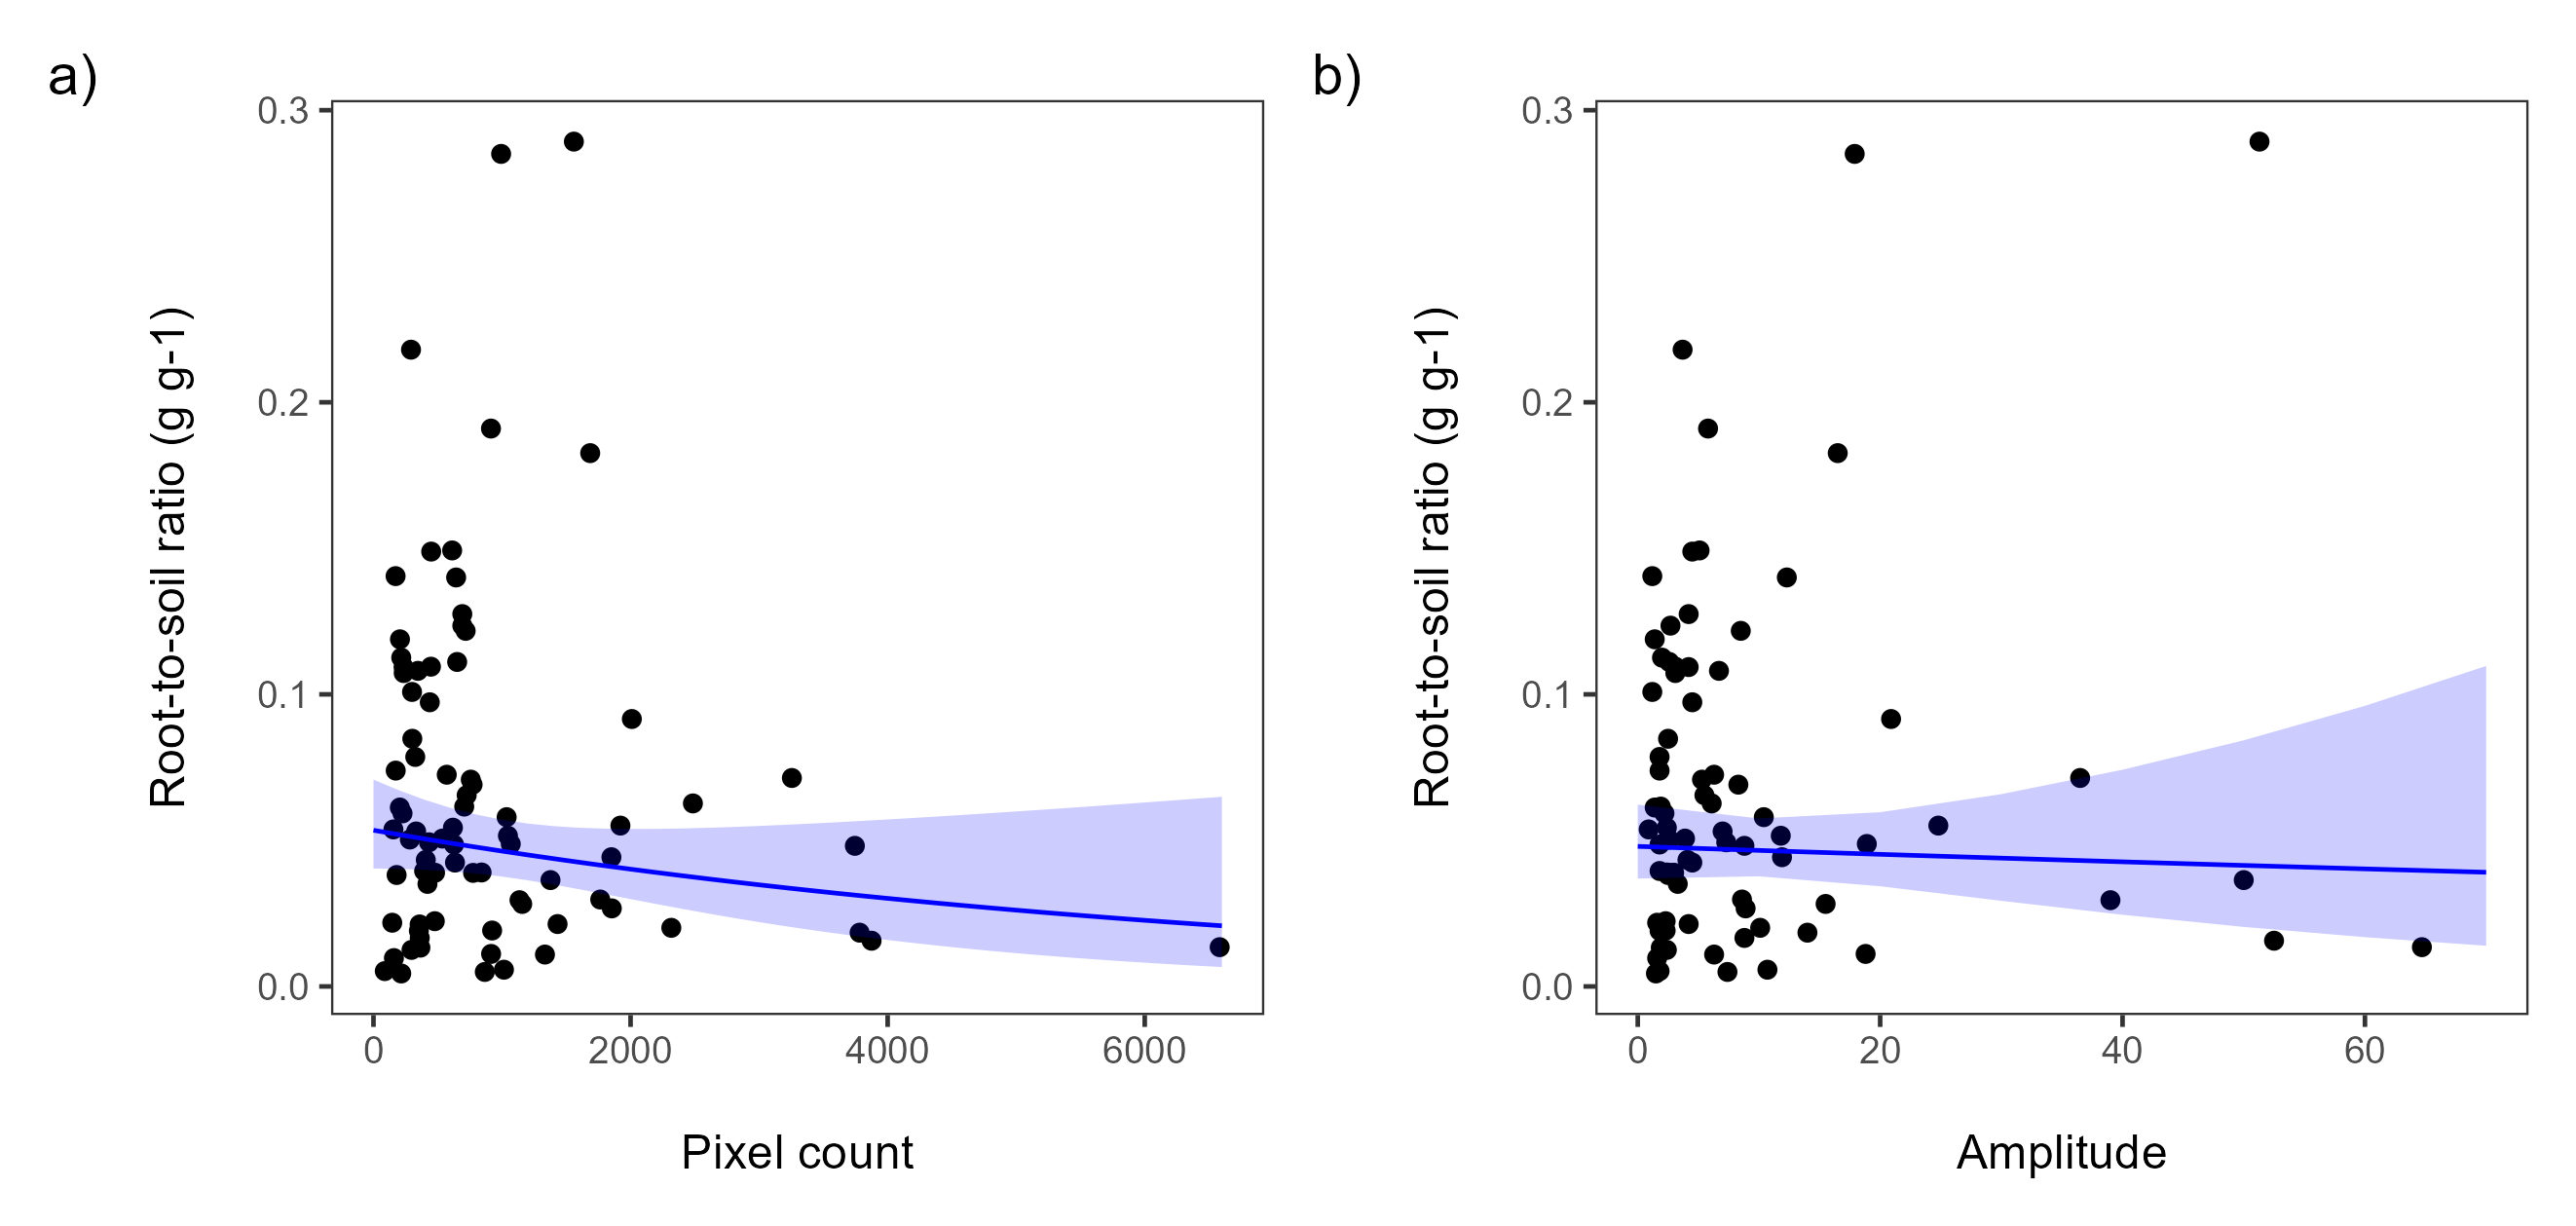 a)
Root-to-soil ratio (g g-1)
0.3
0.2
0.1
0.0
0 2000 4000 6000
Pixel count
b)
Root-to-soil ratio (g g-1)
0.3
0.2
0.1
0.0
0 20 40 60
Amplitude